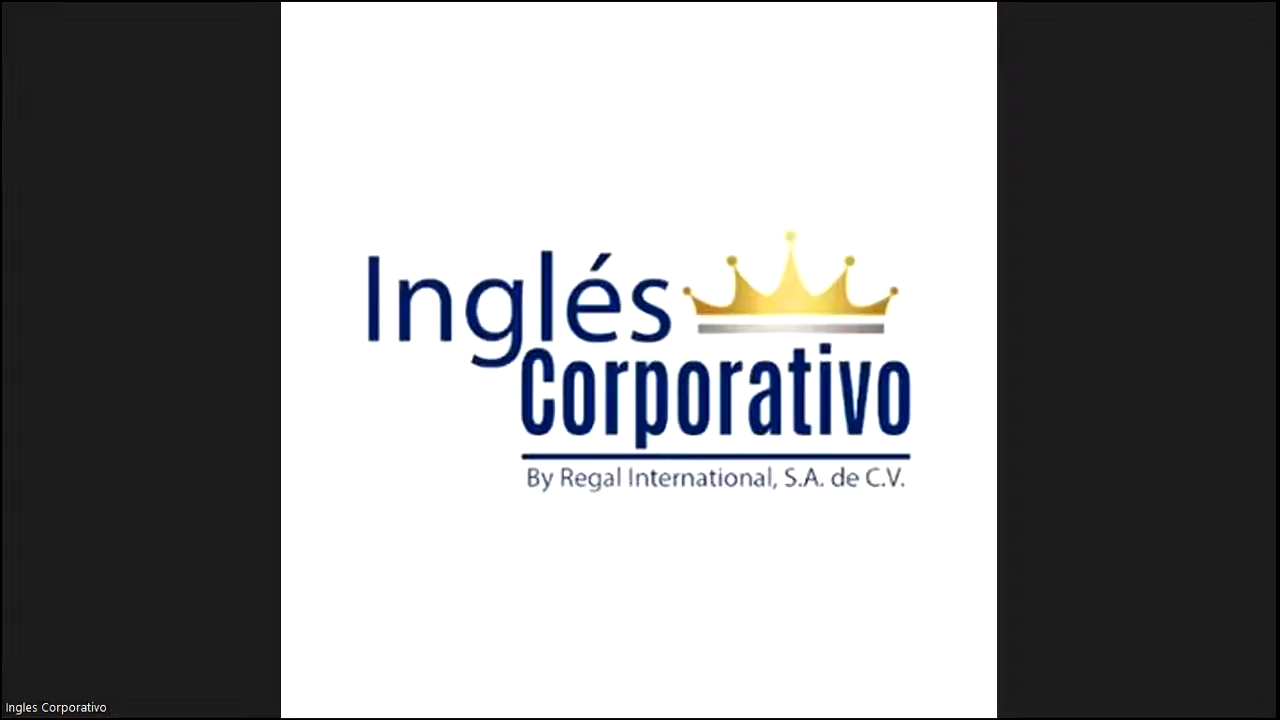 Inglés
Corporativo
By Regal International, S.A. de C.V.
Ingles Corporativo